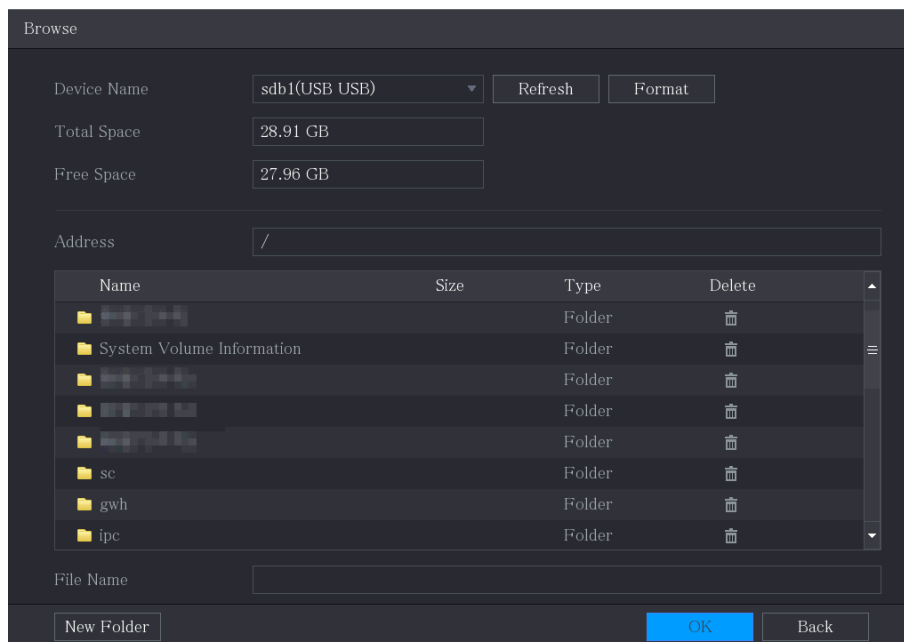 Browse
Device Name sdb1(USB USB) Refresh Format
Total Space 28.91 GB
Free Space 27.96 GB
Address /
Name Size Type Delete
Folder
System Volume Information Folder
Folder
Folder
Folder
sc Folder
gwh Folder
ipc Folder
File Name
New Folder OK Back